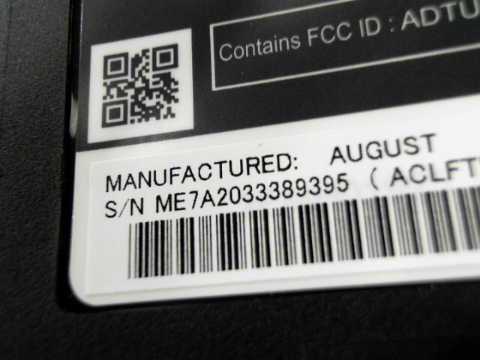 Contains FCC ID : ADTU
MANUFACTURED: AUGUST
S/N ME7A2033389395 ( ACLFT